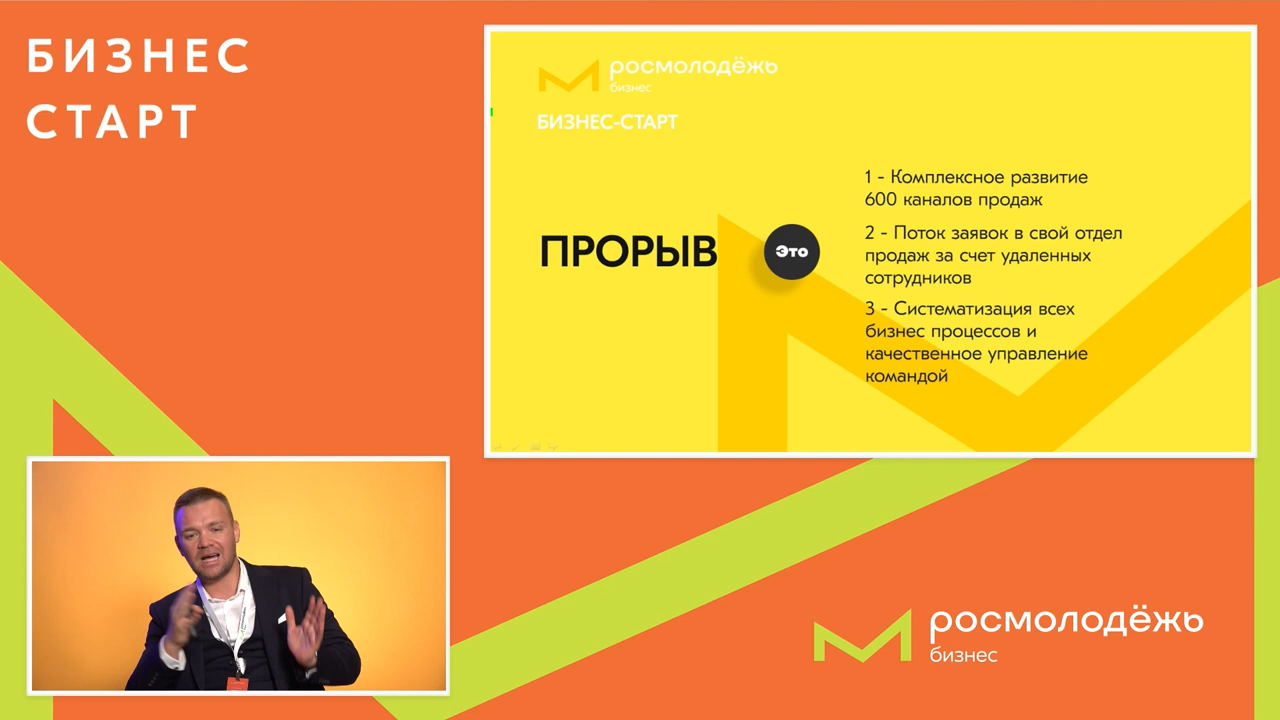 БИЗНЕС
СТАРТ
росмолодёжь
бизнес
БИЗНЕС-СТАРТ
ПРОРЫВ
Это
1 - Комплексное развитие
600 каналов продаж
2 - Поток заявок в свой отдел
продаж за счет удаленных
сотрудников
3 - Систематизация всех
бизнес процессов и
качественное управление
командой
росмолодёжь
бизнес